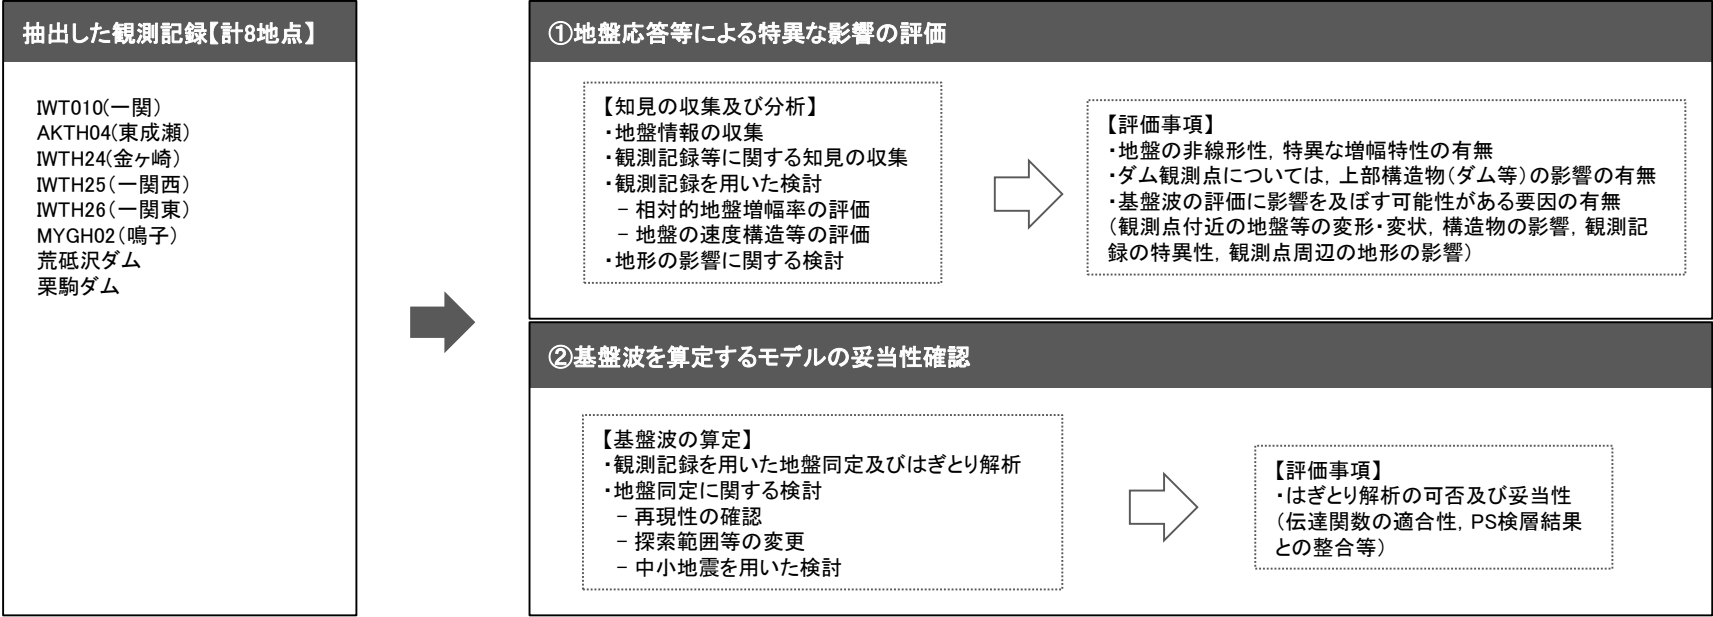 抽出した観測記録【計8地点】
IWT010(一関)
AKTH04(東成瀬)
IWTH24(金ヶ崎)
IWTH25(一関西)
IWTH26(一関東)
MYGH02(鳴子)
荒砥沢ダム
栗駒ダム
①地盤応答等による特異な影響の評価
【知見の収集及び分析】
・地盤情報の収集
・観測記録等に関する知見の収集
・観測記録を用いた検討
－相対的地盤増幅率の評価
－地盤の速度構造等の評価
・地形の影響に関する検討
【評価事項】
・地盤の非線形性，特異な増幅特性の有無
・ダム観測点については，上部構造物(ダム等)の影響の有無
・基盤波の評価に影響を及ぼす可能性がある要因の有無
(観測点付近の地盤等の変形・変状，構造物の影響，観測記
録の特異性，観測点周辺の地形の影響)
②基盤波を算定するモデルの妥当性確認
【基盤波の算定】
・観測記録を用いた地盤同定及びはぎとり解析
・地盤同定に関する検討
－再現性の確認
－探索範囲等の変更
－中小地震を用いた検討
【評価事項】
・はぎとり解析の可否及び妥当性
(伝達関数の適合性，PS検層結果
との整合等)